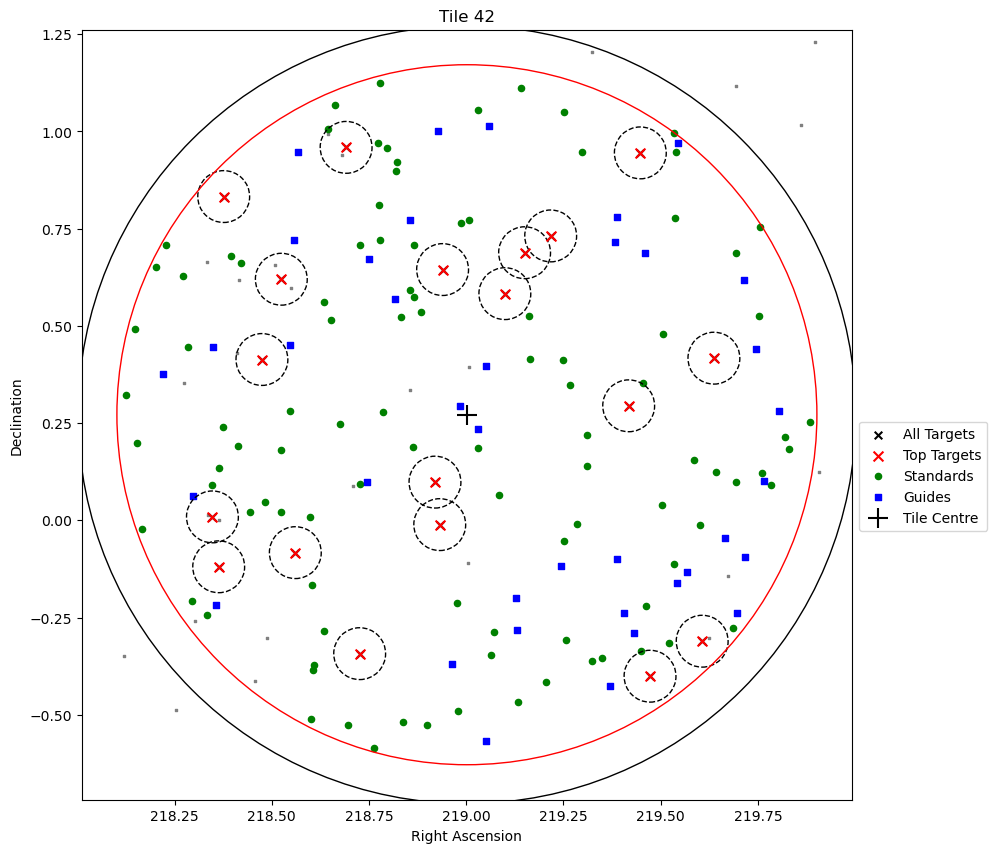 Tile 42
1.25
1.00
0.75
0.50
0.25
0.00
−0.25
−0.50
Declination
218.25 218.50 218.75 219.00 219.25 219.50 219.75
Right Ascension
All Targets
Top Targets
Standards
Guides
Tile Centre